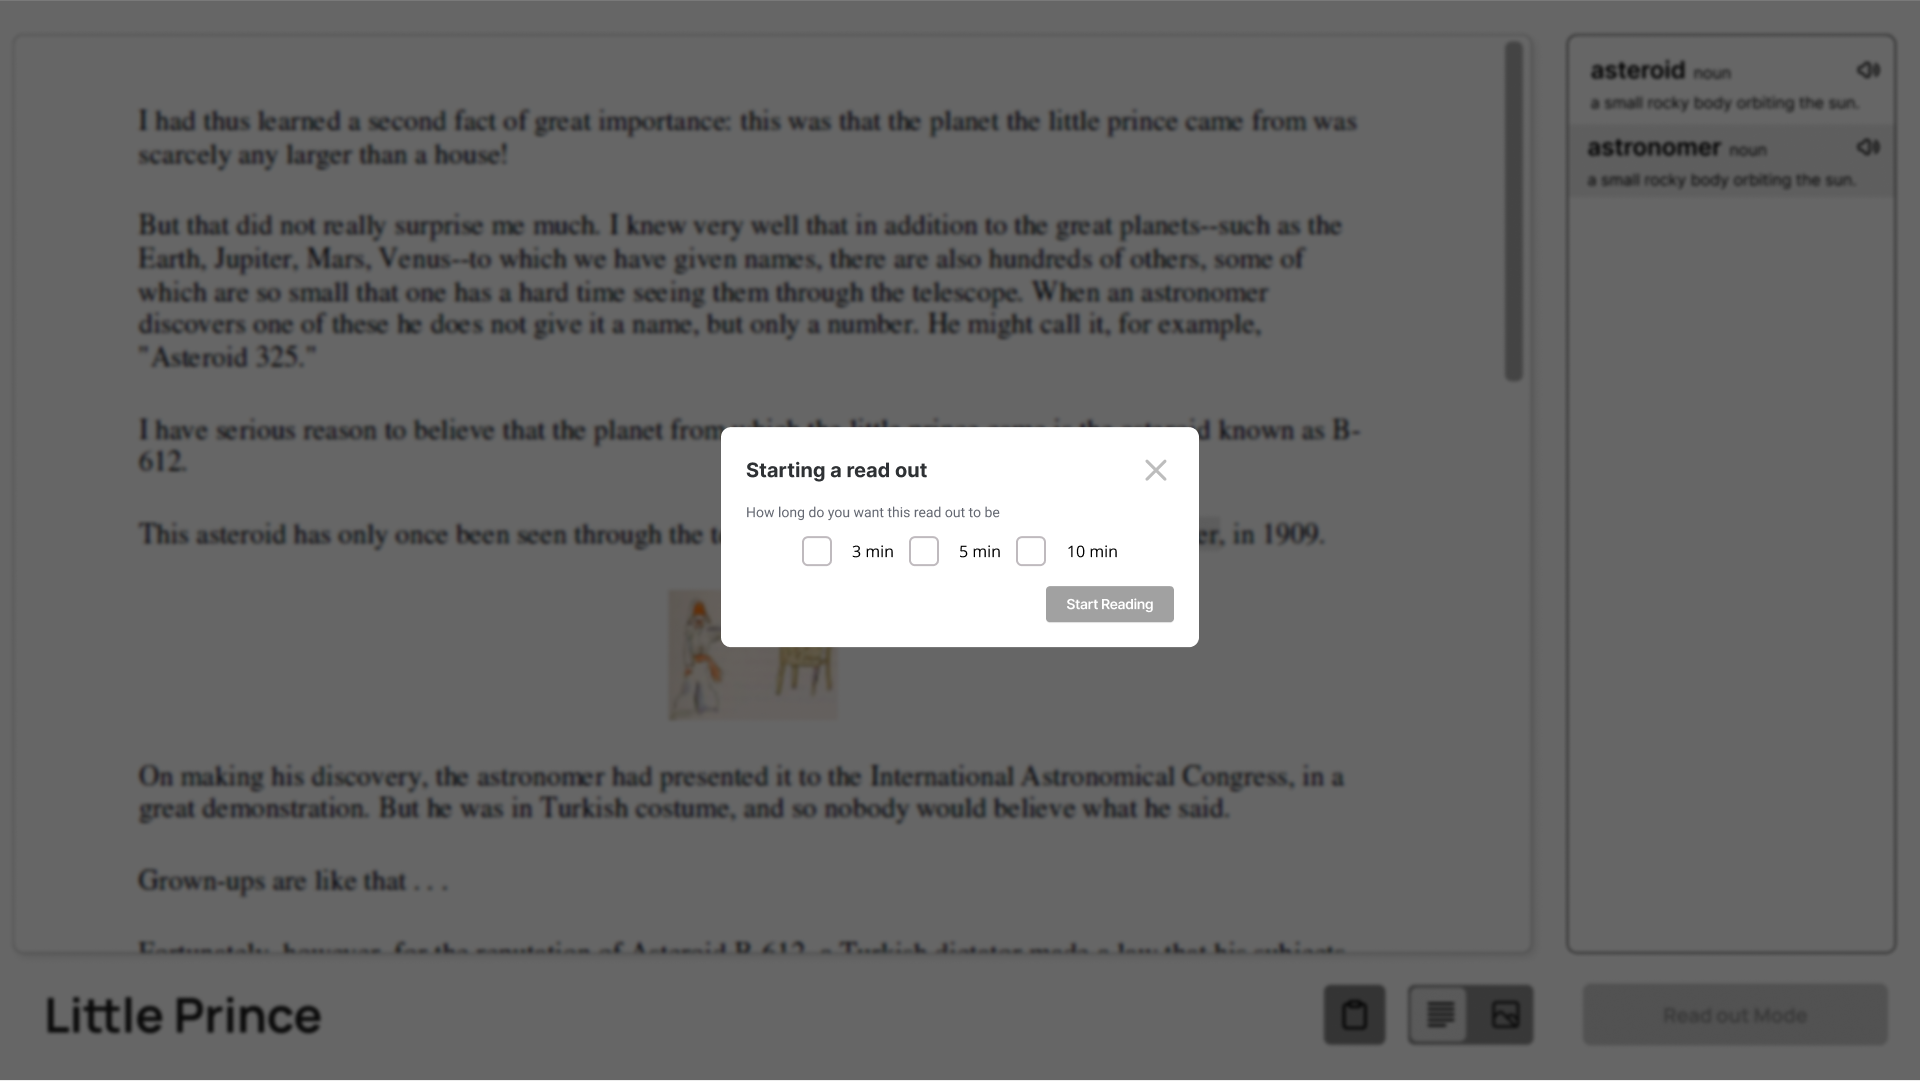 I had thus learned a second fact of great importance: this was that the planet the little prince came from was
scarcely any larger than a house!
But that did not really surprise me much. I knew very well that in addition to the great planets--such as the
Earth, Jupiter, Mars, Venus--to which we have given names, there are also hundreds of others, some of
which are so small that one has a hard time seeing them through the telescope. When an astronomer
discovers one of these he does not give it a name, but only a number. He might call it, for example,
"Asteroid 325."
I have serious reason to believe that the planet from known as B-
612.
This asteroid has only once been seen through the in 1909.
On making his discovery, the astronomer had presented it to the International Astronomical Congress, in a
great demonstration. But he was in Turkish costume, and so nobody would believe what he said.
Grown-ups are like that . . .
Starting a read out
How long do you want this read out to be
3 min 5 min 10 min
Start Reading
asteroid noun
a small rocky body orbiting the sun.
astronomer noun
a small rocky body orbiting the sun.
Little Prince
Read out Mode